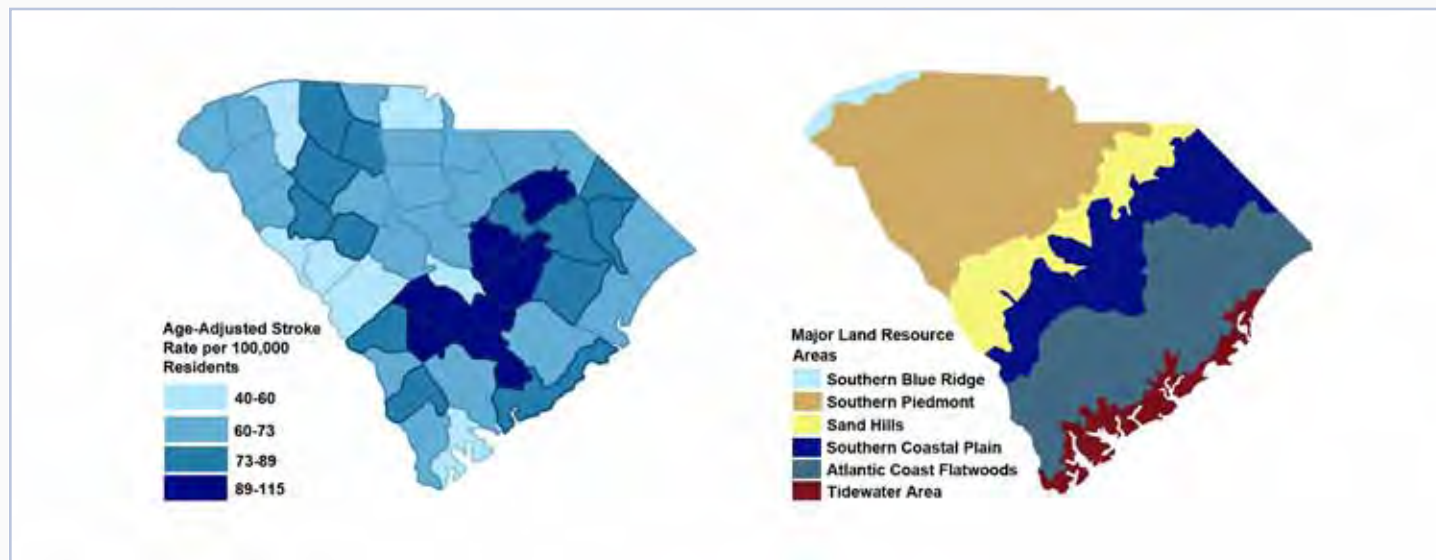 Age-Adjusted Stroke
Rate per 100,000
Residents
40-60
60-73
73-89
89-115
Major Land Resource
Areas
Southern Blue Ridge
Southern Piedmont
Sand Hills
Southern Coastal Plain
Atlantic Coast Flatwoods
Tidewater Area